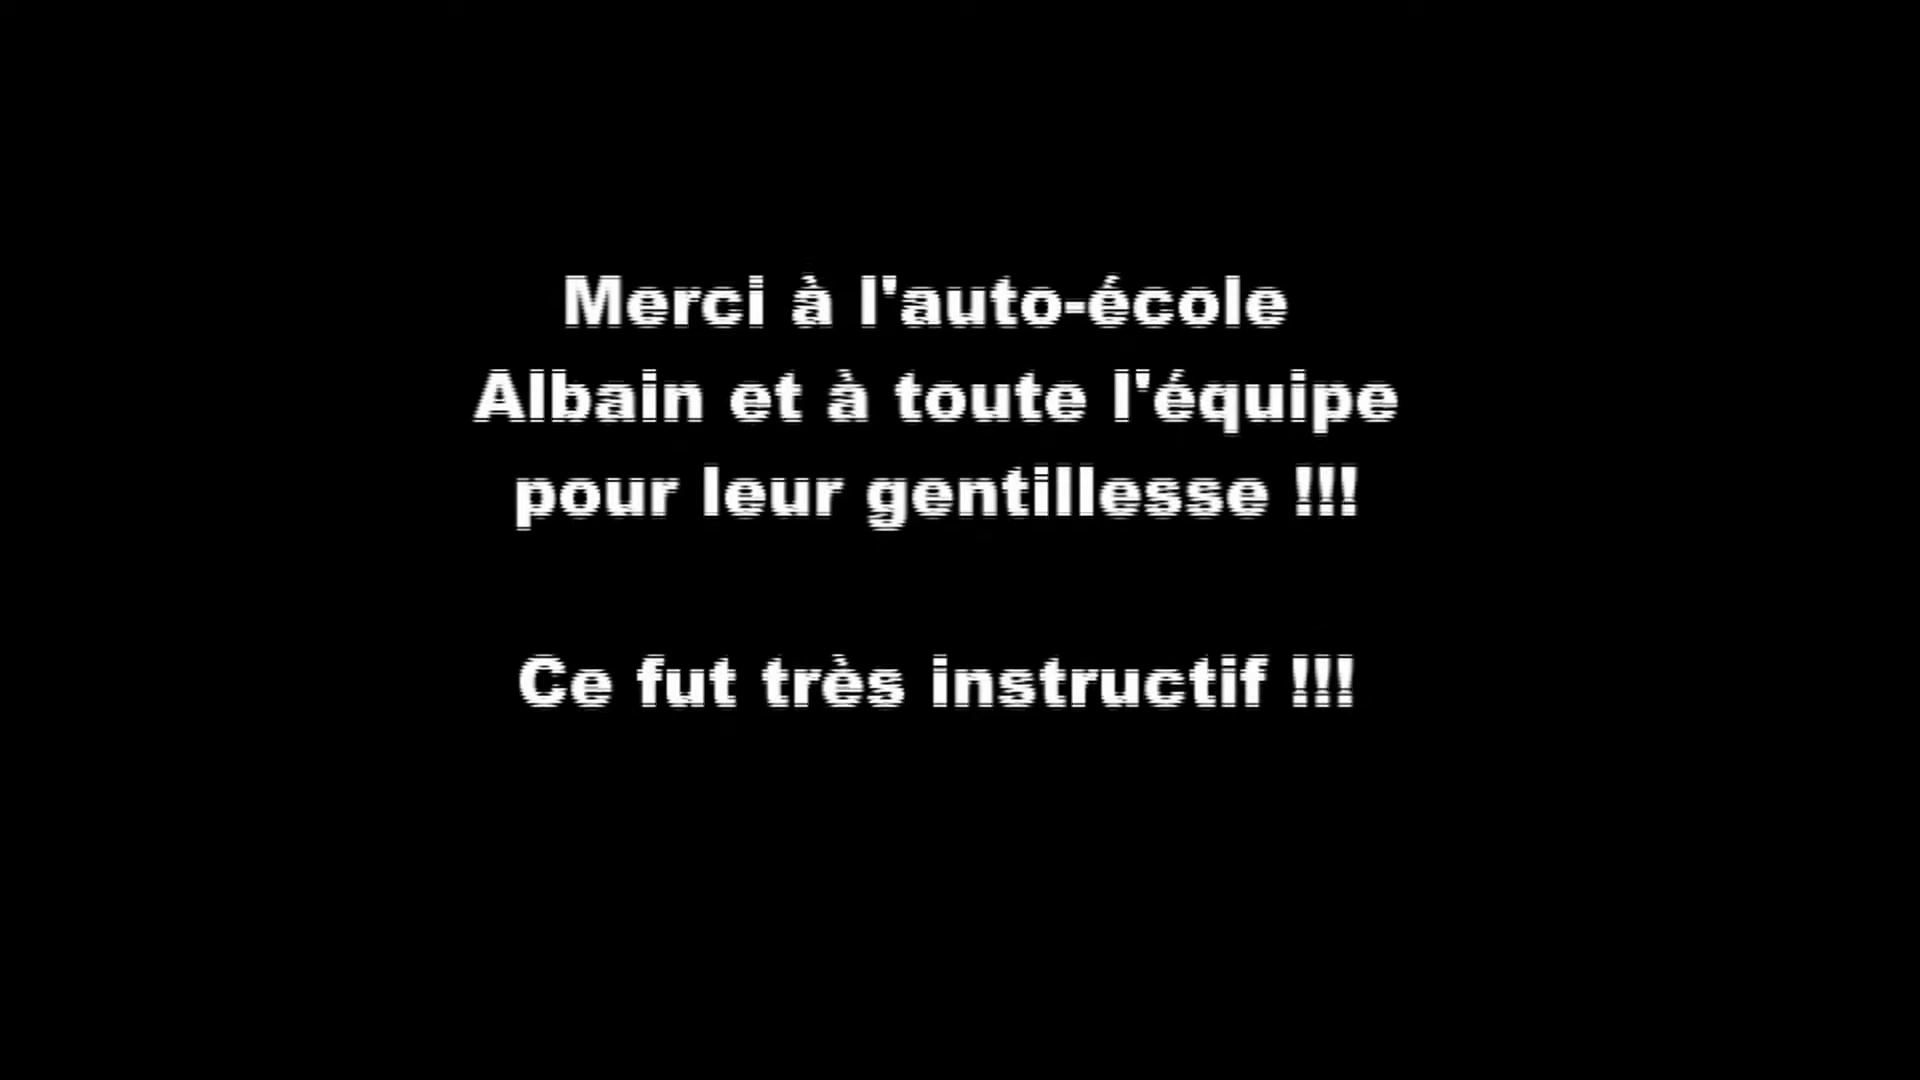 Merci à l'auto-école
Albain et à toute l'équipe
pour leur gentillesse !!!
Ce fut très instructif !!!